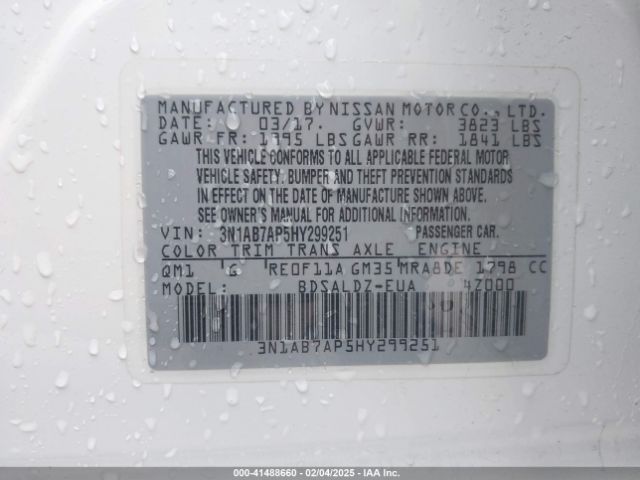 MANUFACTURED BY NISSAN MOTOR CO., LTD.
DATE: 03/17. GVWR: 3823 LBS
GAWR FR: 1995 LBS GAWR RR: 1841 LBS
THIS VEHICLE CONFORMS TO ALL APPLICABLE FEDERAL MOTOR
VEHICLE SAFETY, BUMPER AND THEFT PREVENTION STANDARDS
IN EFFECT ON THE DATE OF MANUFACTURE SHOWN ABOVE.
SEE OWNER'S MANUAL FOR ADDITIONAL INFORMATION.
VIN: 3N1AB7AP5HY299251 PASSENGER CAR.
COLOR TRIM TRANS AXLE ENGINE
QM1 G RE0F11A GM35 MRA8DE 1798 CC
MODEL: BDSALDZ-EUA 4Z000
3N1AB7AP5HY299251
000-41488660 - 02/04/2025 - IAA Inc.